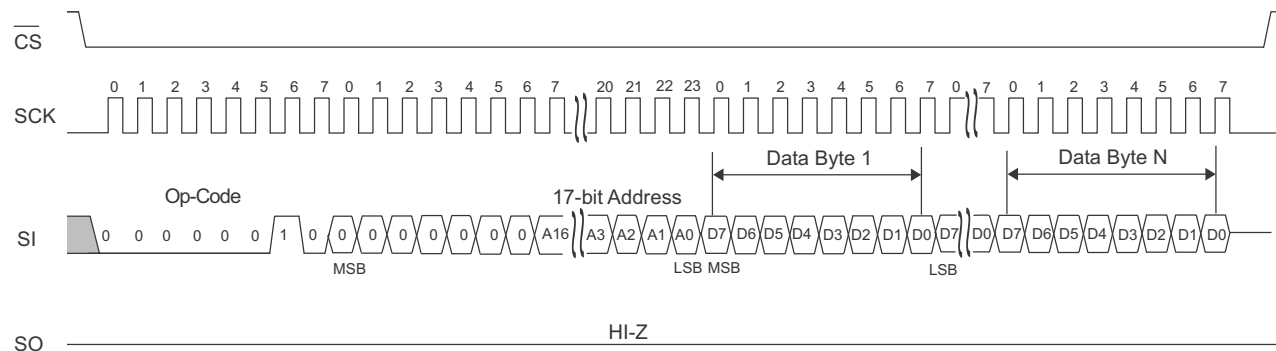 CS
0 1 2 3 4 5 6 7 0 1 2 3 4 5 6 7 20 21 22 23 0 1 2 3 4 5 6 7 0 7 0 1 2 3 4 5 6 7
SCK
Data Byte 1 Data Byte N
Op-Code 17-bit Address
SI 0 0 0 0 0 0 1 0 0 0 0 0 0 0 0 A16 A3 A2 A1 A0 D7 D6 D5 D4 D3 D2 D1 D0 D7 D0 D7 D6 D5 D4 D3 D2 D1 D0
MSB LSB MSB LSB
HI-Z
SO